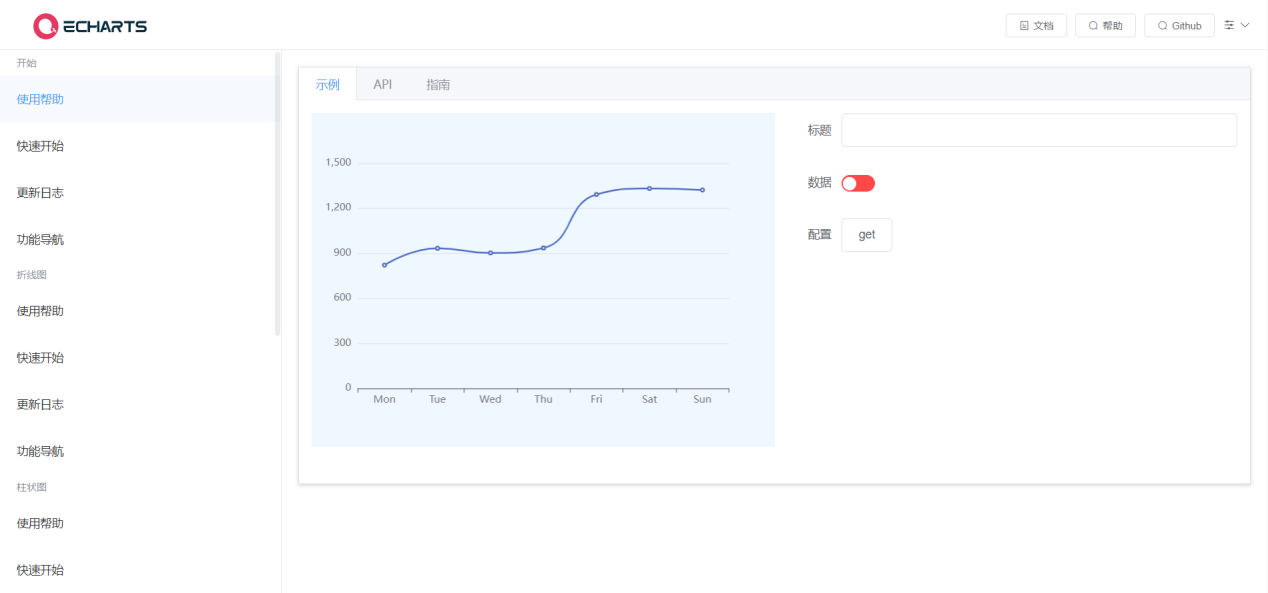 ECHARTS
文档
帮助
Github
开始
使用帮助
快速开始
更新日志
功能导航
折线图
使用帮助
快速开始
更新日志
功能导航
柱状图
使用帮助
快速开始
示例 API 指南
1,500
1,200
900
600
300
0
Mon Tue Wed Thu Fri Sat Sun
标题
数据
配置 get